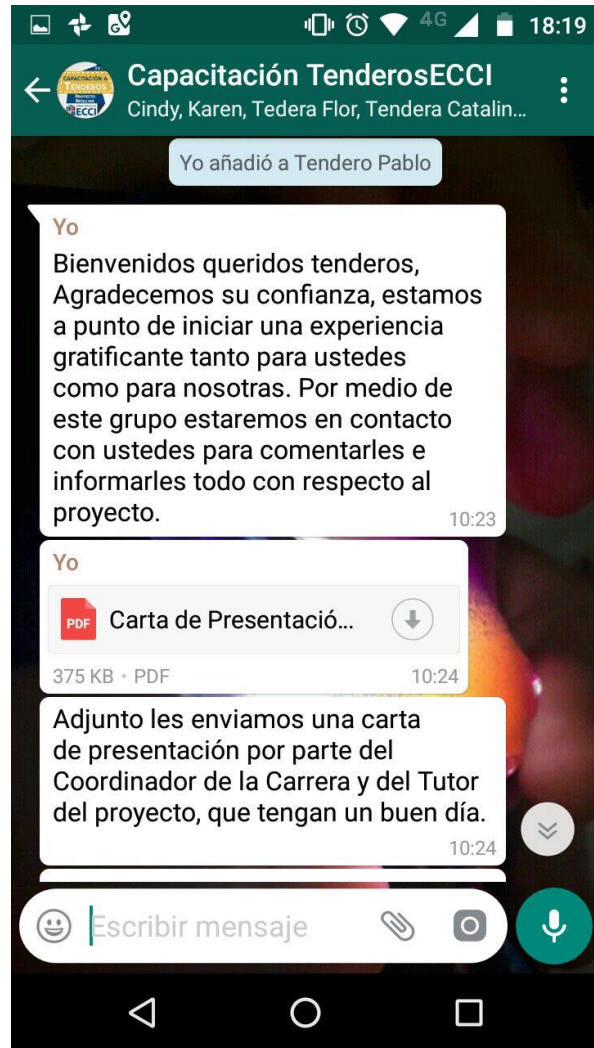 4G 18:19
Capacitación TenderosECCI
Cindy, Karen, Tedera Flor, Tendera Catalin...
CAPACITACIÓN A
TENDEROS
ECCI
Yo añadió a Tendero Pablo
Yo
Bienvenidos queridos tenderos,
Agradecemos su confianza, estamos
a punto de iniciar una experiencia
gratificante tanto para ustedes
como para nosotras. Por medio de
este grupo estaremos en contacto
con ustedes para comentarles e
informarles todo con respecto al
proyecto.
10:23
Yo
PDF Carta de Presentació...
375 KB • PDF 10:24
Adjunto les enviamos una carta
de presentación por parte del
Coordinador de la Carrera y del Tutor
del proyecto, que tengan un buen día.
10:24
Escribir mensaje